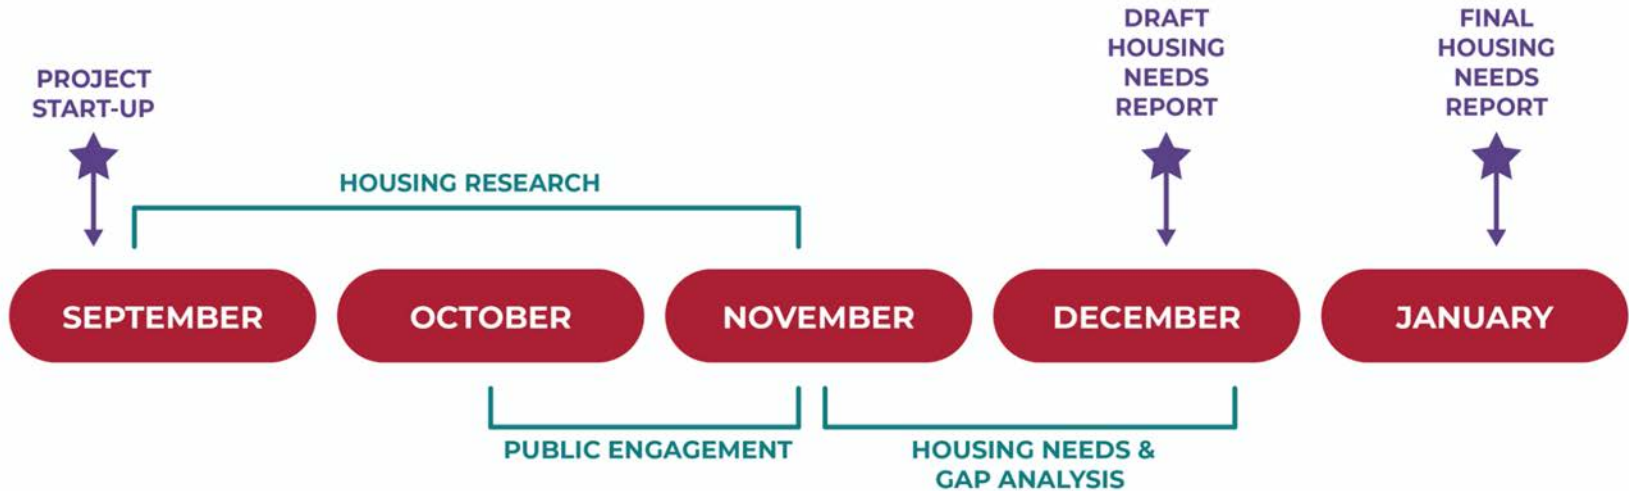 PROJECT
START-UP
HOUSING RESEARCH
DRAFT
HOUSING
NEEDS
REPORT
FINAL
HOUSING
NEEDS
REPORT
SEPTEMBER
OCTOBER
NOVEMBER
DECEMBER
JANUARY
PUBLIC ENGAGEMENT
HOUSING NEEDS &
GAP ANALYSIS